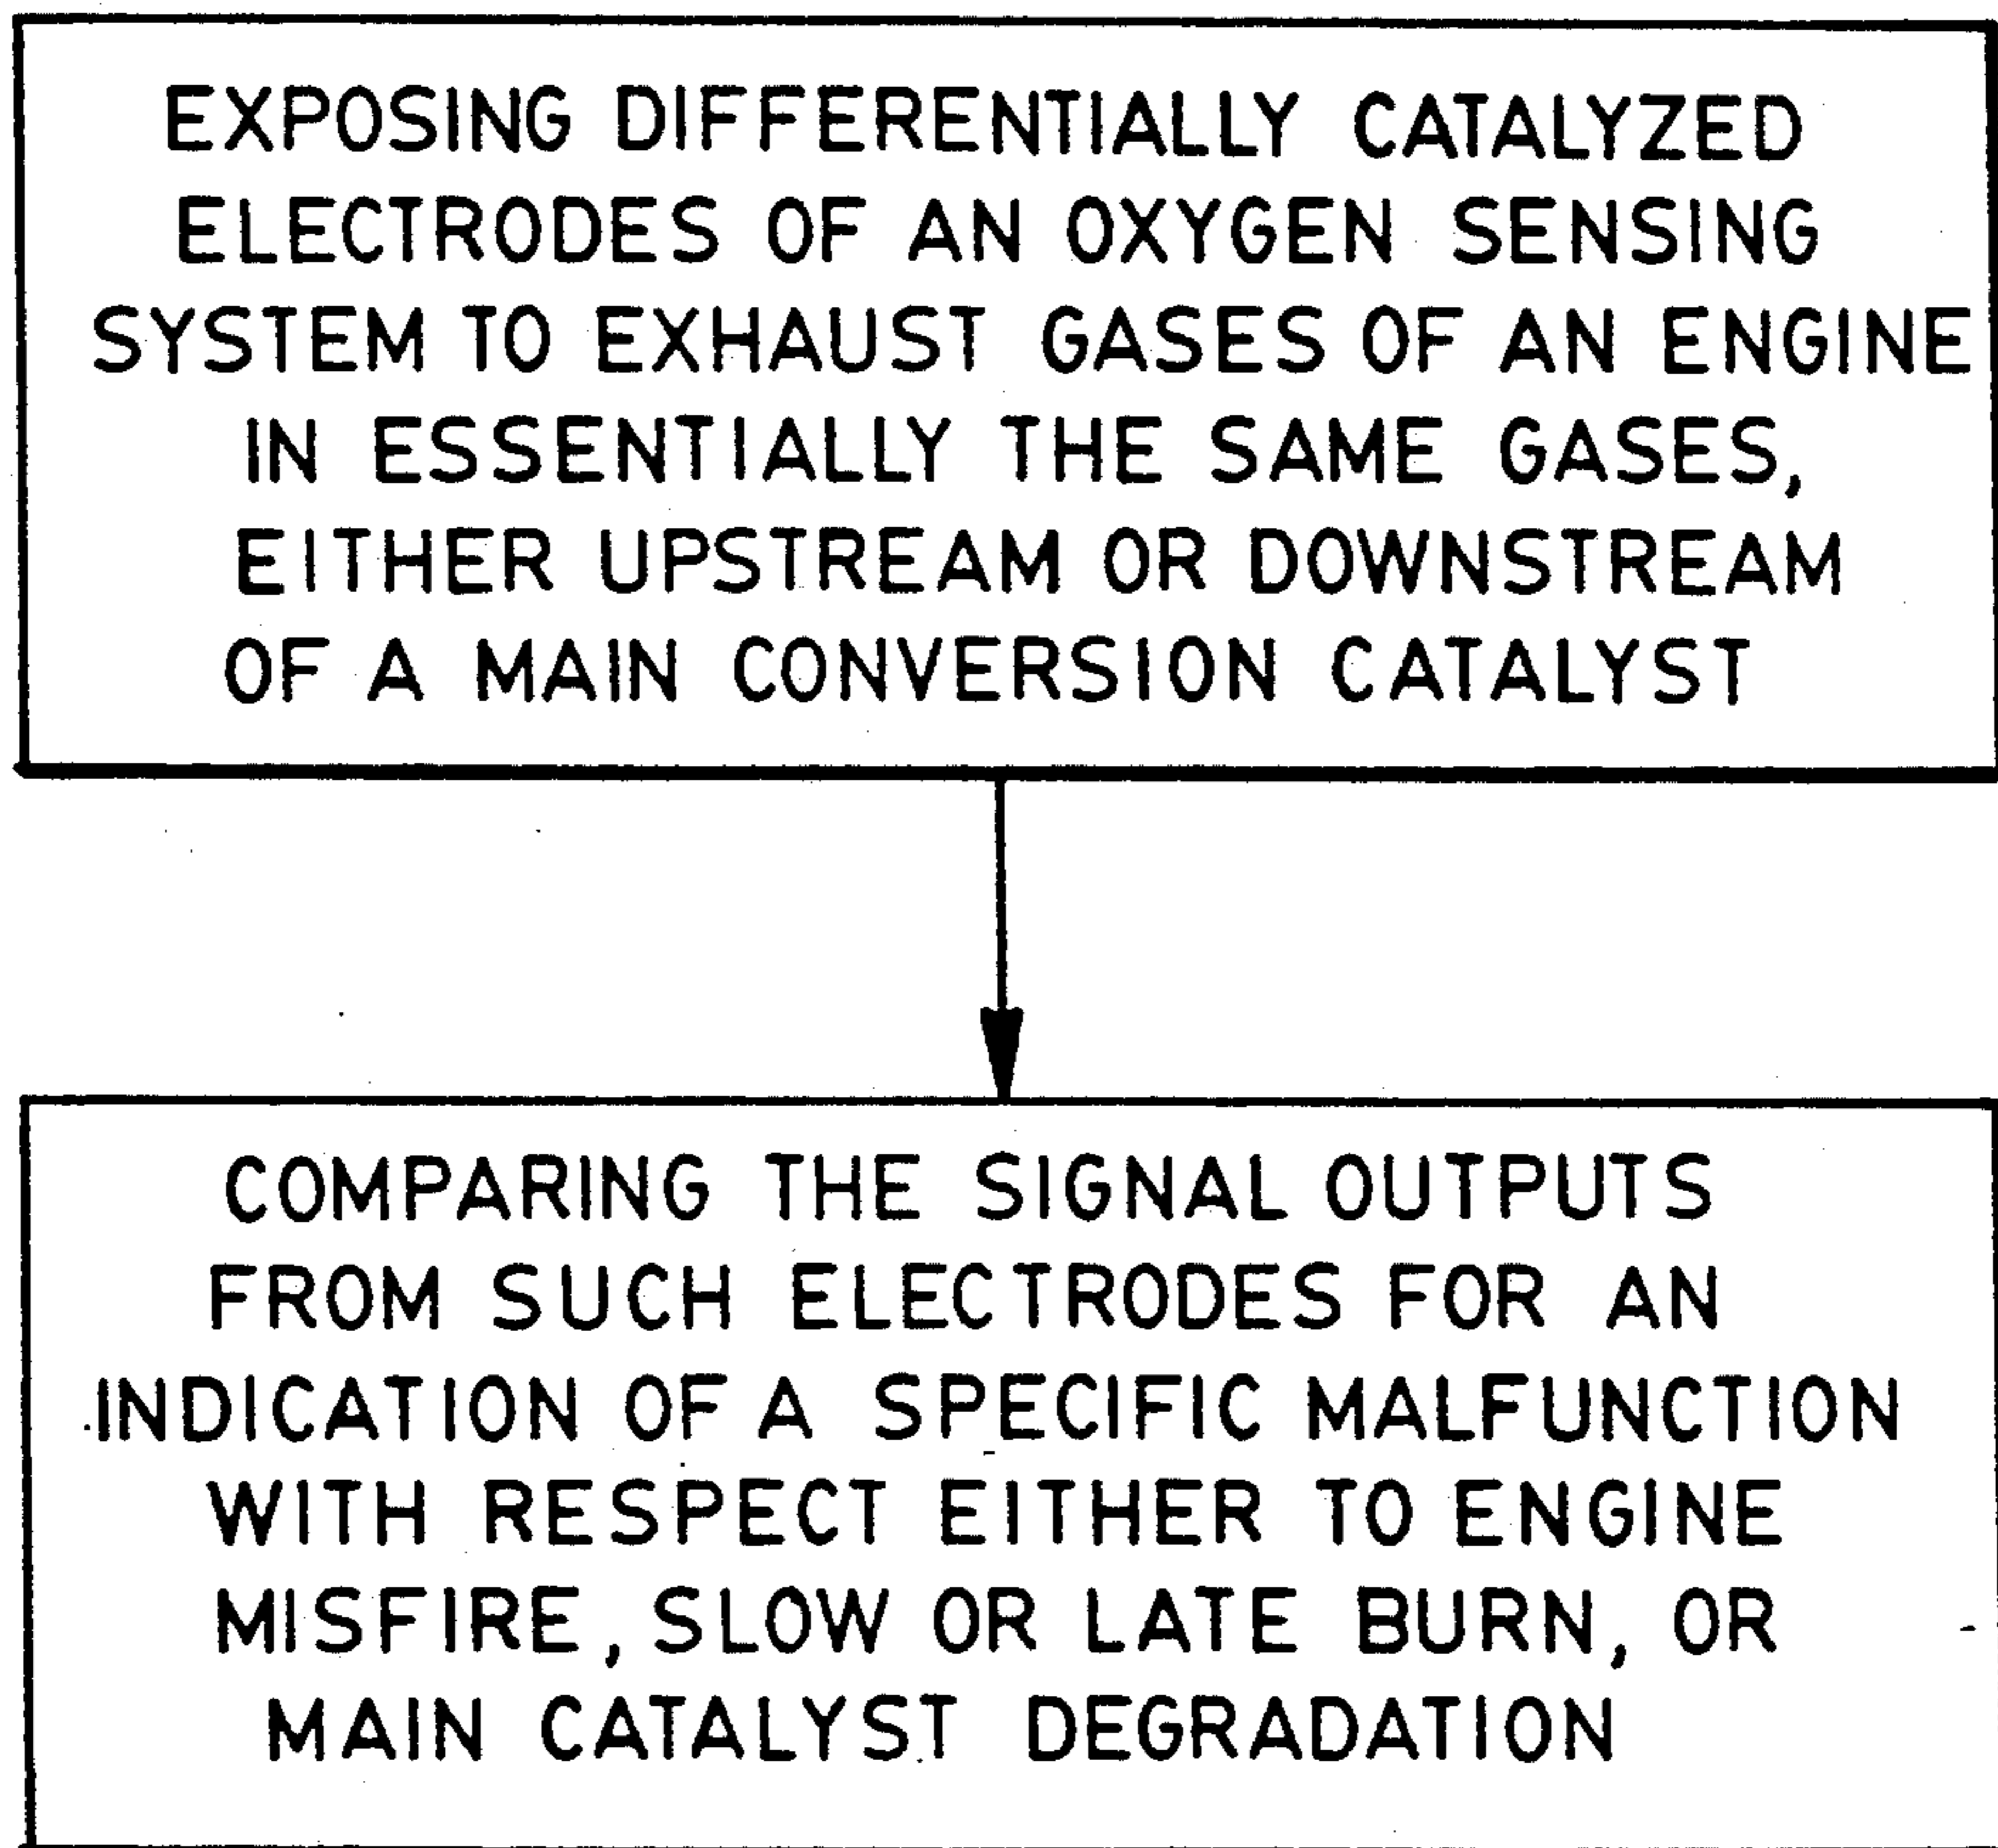 EXPOSING DIFFERENTIALLY CATALYZED
ELECTRODES OF AN OXYGEN SENSING
SYSTEM TO EXHAUST GASES OF AN ENGINE
IN ESSENTIALLY THE SAME GASES,
EITHER UPSTREAM OR DOWNSTREAM
OF A MAIN CONVERSION CATALYST
COMPARING THE SIGNAL OUTPUTS
FROM SUCH ELECTRODES FOR AN
INDICATION OF A SPECIFIC MALFUNCTION
WITH RESPECT EITHER TO ENGINE
MISFIRE, SLOW OR LATE BURN, OR
MAIN CATALYST DEGRADATION